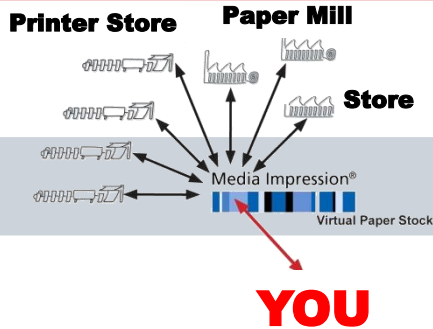 Printer Store
Paper Mill
Store
Media Impression®
Virtual Paper Stock
YOU